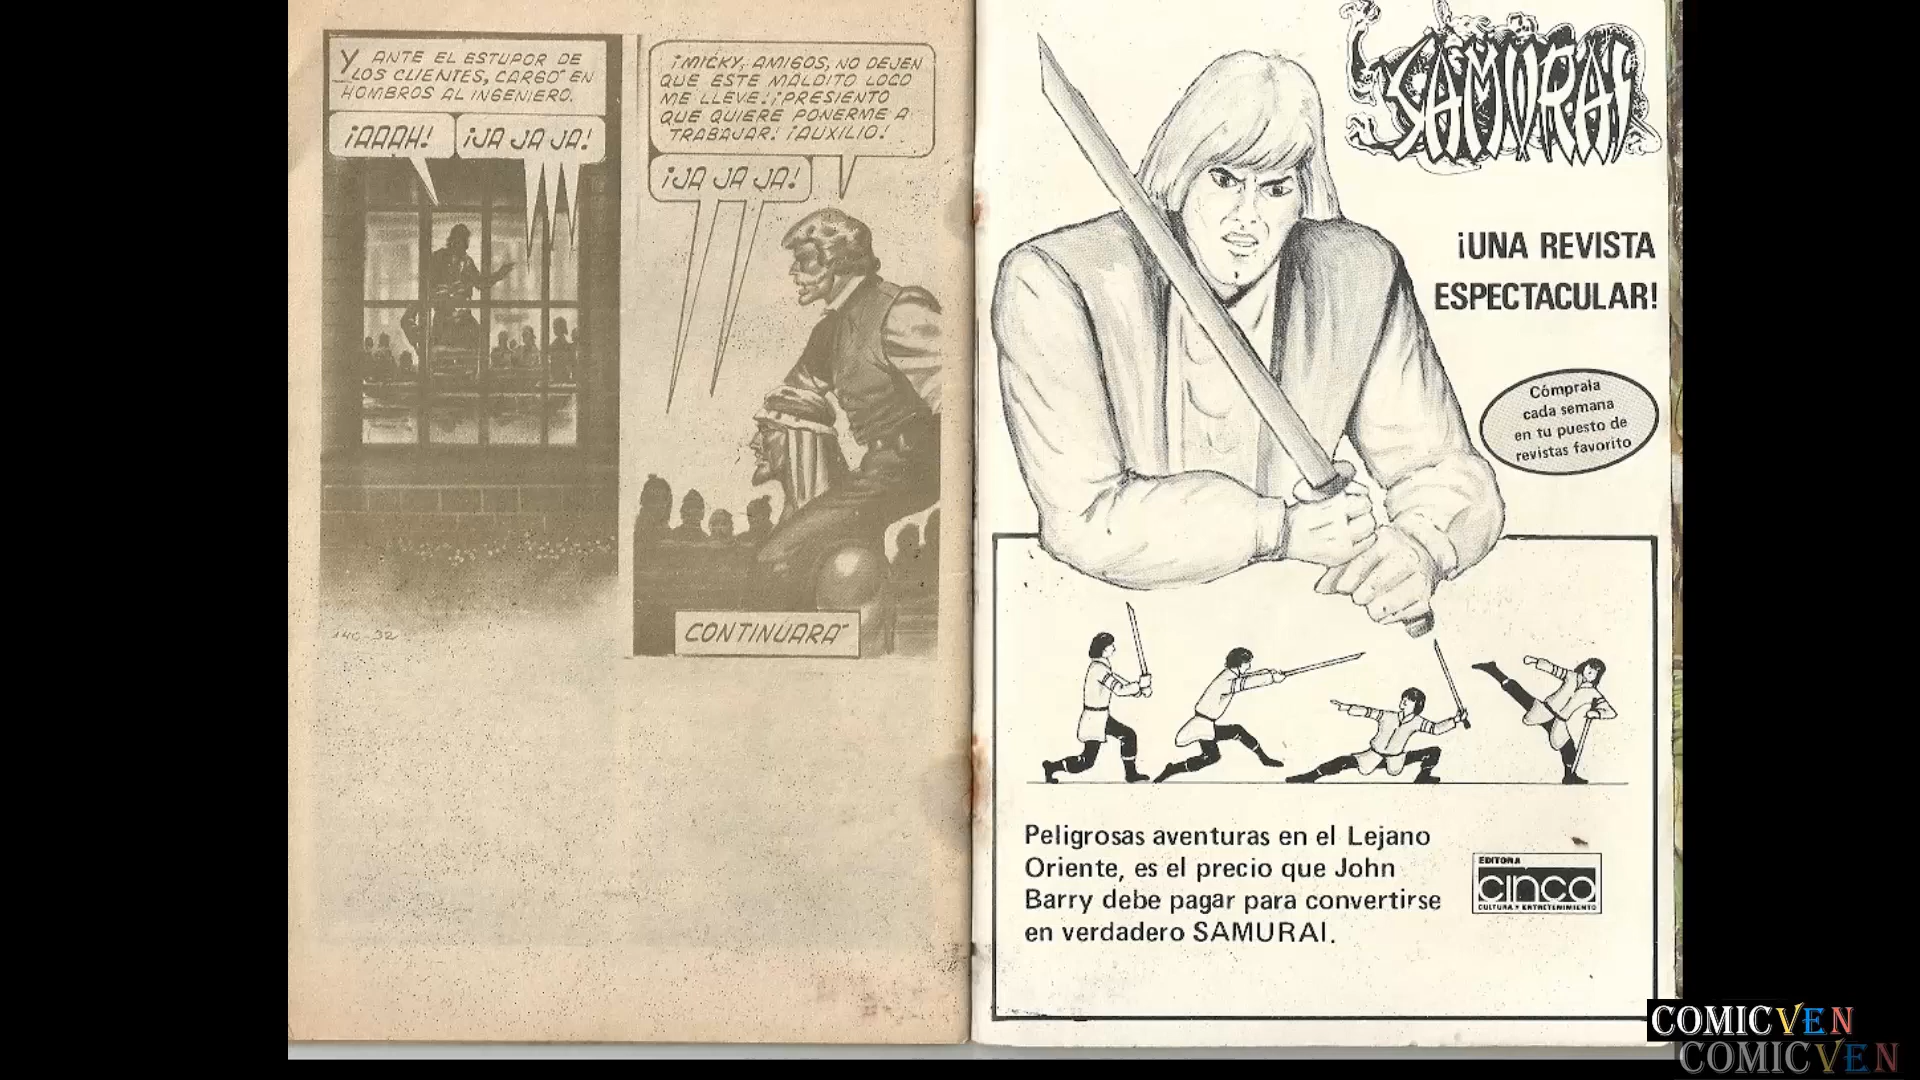 Y ANTE EL ESTUPOR DE
LOS CLIENTES, CARGO EN
HOMBROS AL INGENIERO.
¡AAAH!
¡JA JA JA!
¡MICKY, AMIGOS, NO DEJEN
QUE ESTE MALDITO LOCO
ME LLEVE! ¡PRESIENTO
QUE QUIERE PONERME A
TRABAJAR! ¡AUXILIO!
¡JA JA JA!
140-32
CONTINUARA
SAMURAI
¡UNA REVISTA
ESPECTACULAR!
Cómprala
cada semana
en tu puesto de
revistas favorito
Peligrosas aventuras en el Lejano
Oriente, es el precio que John
Barry debe pagar para convertirse
en verdadero SAMURAI.
EDITORA
cinco
CULTURA Y ENTRETENIMIENTO
COMICVEN
COMICVEN